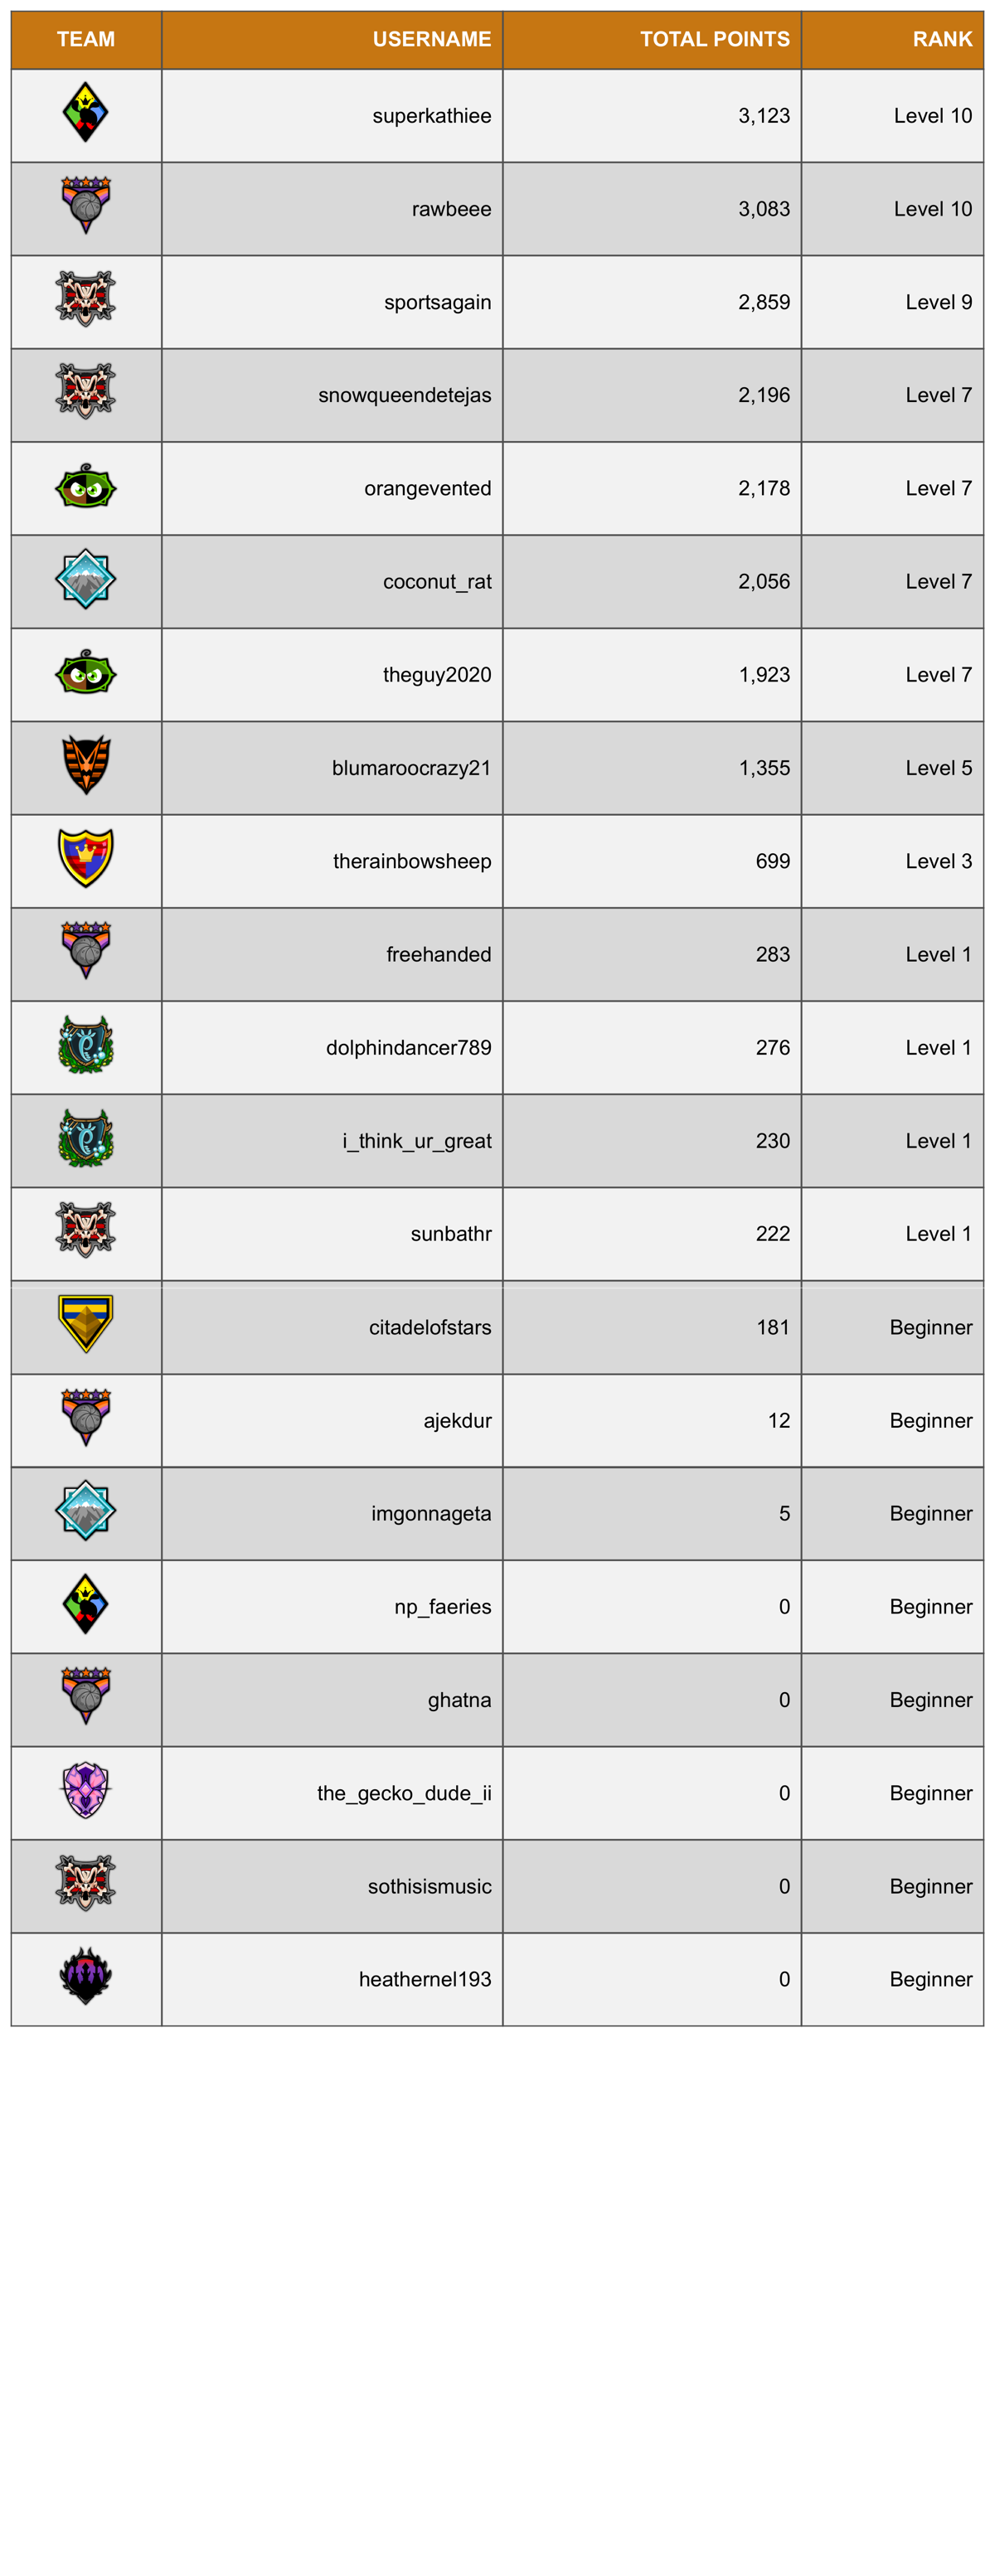 TEAM USERNAME TOTAL POINTS RANK
superkathiee 3,123 Level 10
rawbeee 3,083 Level 10
sportsagain 2,859 Level 9
snowqueendetejas 2,196 Level 7
orangevented 2,178 Level 7
coconut_rat 2,056 Level 7
theguy2020 1,923 Level 7
blumaroocrazy21 1,355 Level 5
therainbowsheep 699 Level 3
freehanded 283 Level 1
dolphindancer789 276 Level 1
i_think_ur_great 230 Level 1
sunbathr 222 Level 1
citadelofstars 181 Beginner
ajekdur 12 Beginner
imgonnageta 5 Beginner
np_faeries 0 Beginner
ghatna 0 Beginner
the_gecko_dude_ii 0 Beginner
sothisismusic 0 Beginner
heathernel193 0 Beginner